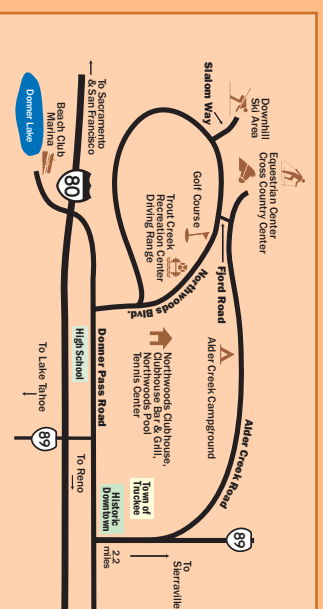 Slalom Way
Downhill
Ski Area
Equestrian Center
Cross Country Center
To Sacramento
& San Francisco
Donner Lake
Beach Club
Marina
80
Golf Course
Trout Creek
Recreation Center
Driving Range
Northwoods Blvd.
Fjord Road
Alder Creek Campground
Alder Creek Road
Northwoods Clubhouse,
Clubhouse Bar & Grill,
Northwoods Pool
Tennis Center
Donner Pass Road
High School
To Lake Tahoe
89
To Reno
Town of
Truckee
Historic
Downtown
89
2.2
miles
To
Sierraville